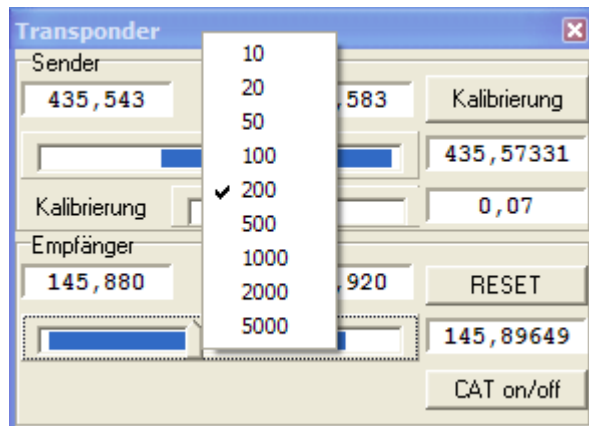 Transponder
Sender
435,543
,583
Kalibrierung
435,57331
Kalibrierung
0,07
10
20
50
100
200
500
1000
2000
5000
Empfänger
145,880
,920
RESET
145,89649
CAT on/off